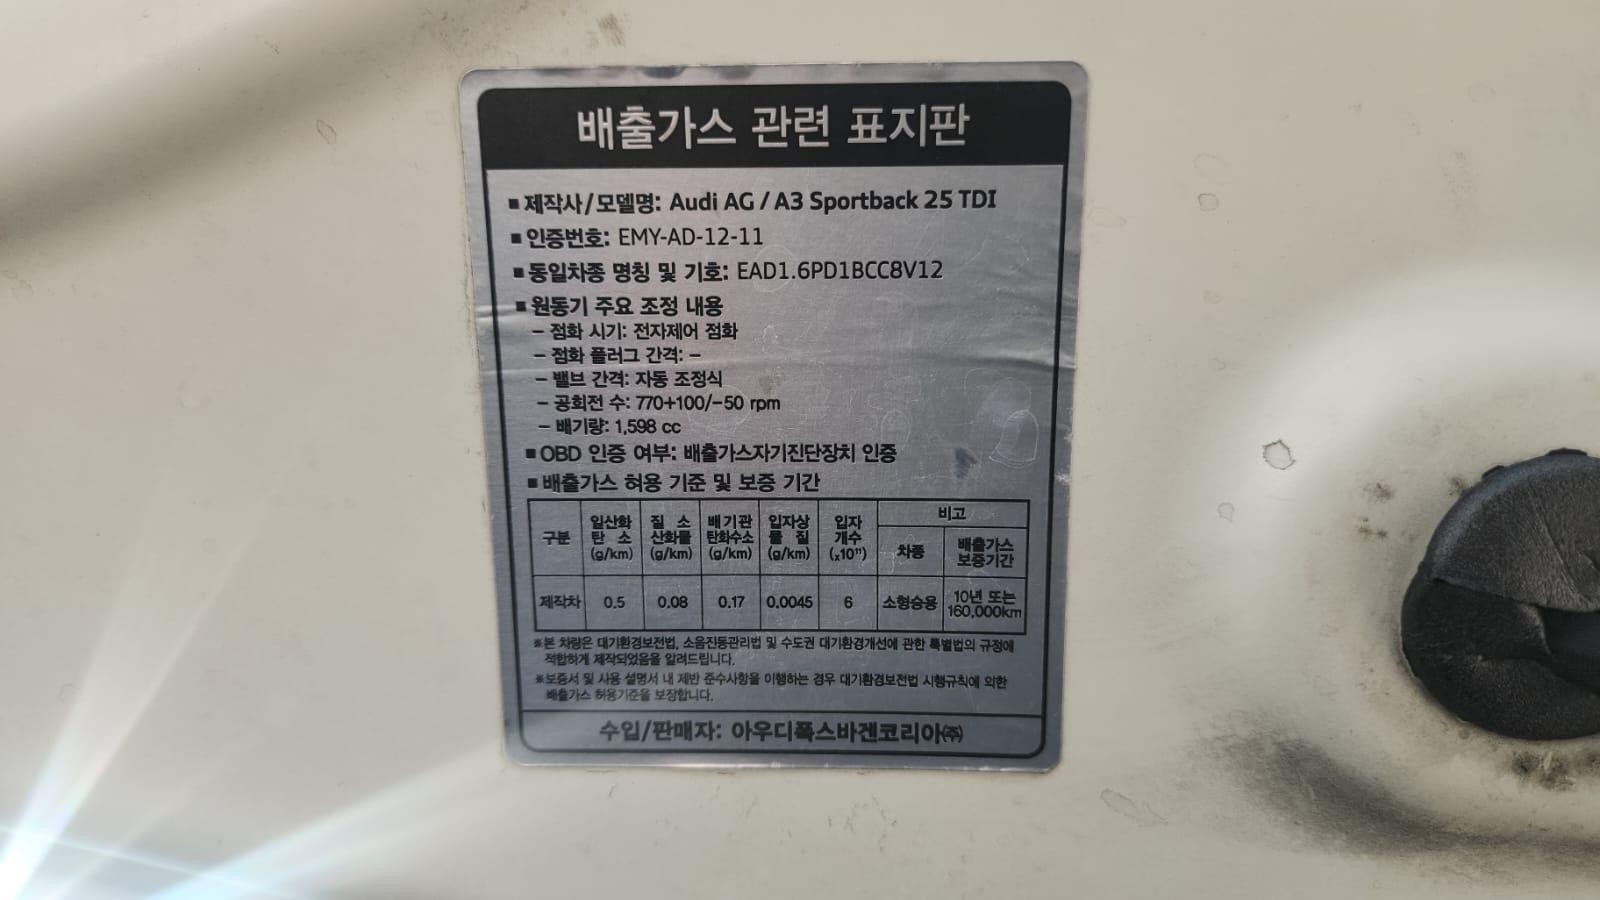 배출가스 관련 표지판
■ 제작사/모델명: Audi AG / A3 Sportback 25 TDI
■ 인증번호: EMY-AD-12-11
■ 동일차종 명칭 및 기호: EAD1.6PD1BCC8V12
■ 원동기 주요 조정 내용
– 점화 시기: 전자제어 점화
– 점화 플러그 간격: –
– 밸브 간격: 자동 조정식
– 공회전 수: 770+100/-50 rpm
– 배기량: 1,598 cc
■ OBD 인증 여부: 배출가스자기진단장치 인증
■ 배출가스 허용 기준 및 보증 기간
구분 일산화탄소 (g/km) 질소산화물 (g/km) 배기관탄화수소 (g/km) 입자상물질 (g/km) 입자개수 (x10¹¹) 비고
차종 배출가스 보증기간
제작차 0.5 0.08 0.17 0.0045 6 소형승용 10년 또는 160,000km
※본 차량은 대기환경보전법, 소음진동관리법 및 수도권 대기환경개선에 관한 특별법의 규정에
적합하게 제작되었음을 알려드립니다.
※보증서 및 사용 설명서 내 제반 준수사항을 이행하는 경우 대기환경보전법 시행규칙에 의한
배출가스 허용기준을 보장합니다.
수입/판매자: 아우디폭스바겐코리아㈜